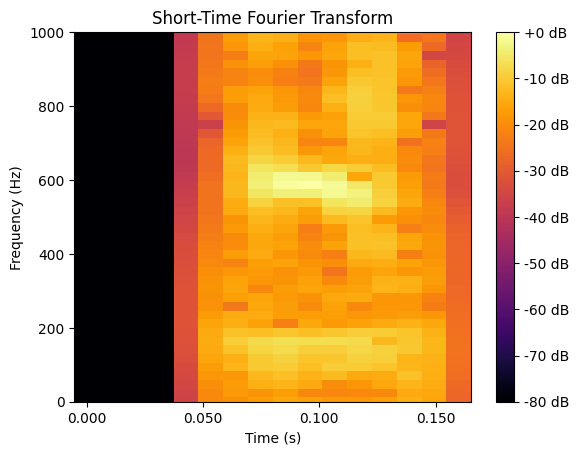 Short-Time Fourier Transform
Frequency (Hz)
1000
800
600
400
200
0
0.000
0.050
0.100
0.150
Time (s)
+0 dB
-10 dB
-20 dB
-30 dB
-40 dB
-50 dB
-60 dB
-70 dB
-80 dB